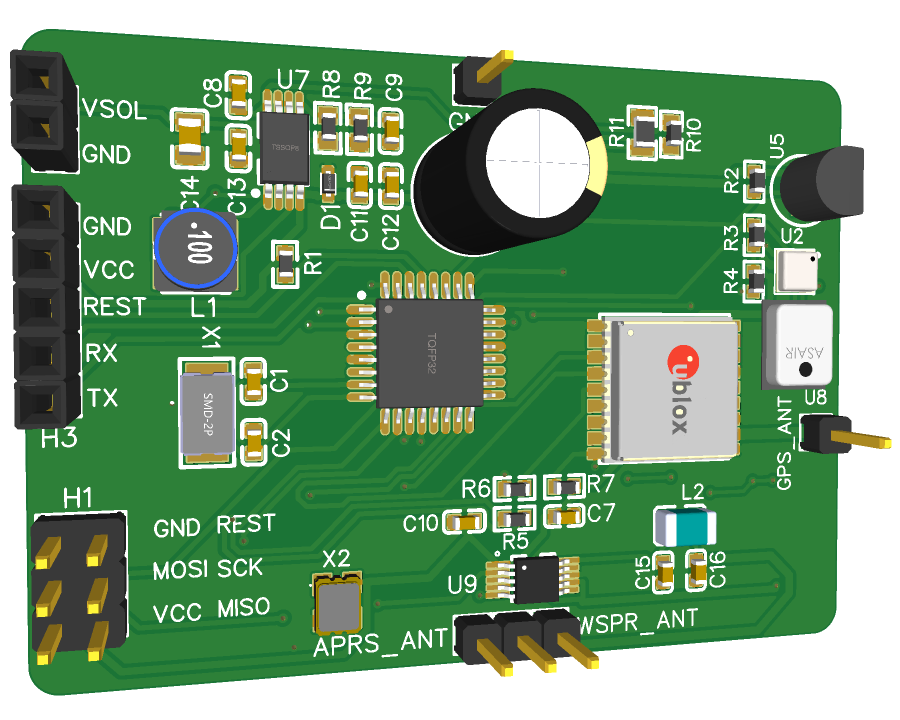 VSOL
GND
C8
U7
R8
R9
C9
TSSOP8
C14
C13
D1
C11
C12
R11
R10
U5
R2
R3
U2
R4
GND
VCC
REST
RX
TX
H3
100
L1
R1
X1
SMD-2P
C1
C2
TQFP32
ublox
ASAIR
U8
GPS_ANT
H1
GND REST
MOSI SCK
VCC MISO
X2
APRS_ANT
R6
R7
C10
C7
R5
U9
L2
C15
C16
WSPR_ANT